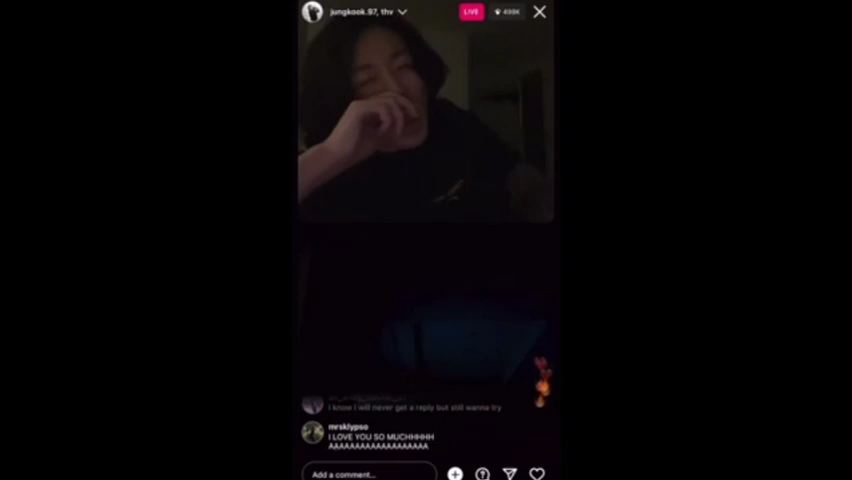 jungkook.97, thv
LIVE
499K
I know I will never get a reply but still wanna try
mrsklypso
I LOVE YOU SO MUCHHHHH
AAAAAAAAAAAAAAAAAAA
Add a comment...